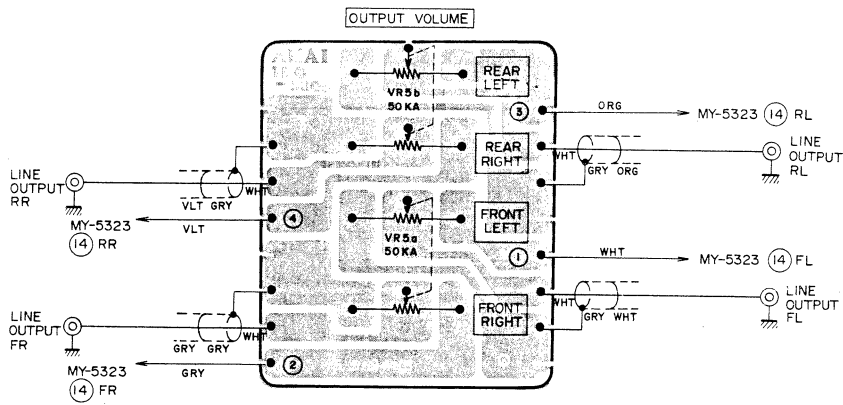 OUTPUT VOLUME
REAR
LEFT
VR5b
50KA
3
ORG
MY-5323 14 RL
REAR
RIGHT
WHT
GRY ORG
LINE
OUTPUT
RL
LINE
OUTPUT
RR
VLT GRY
WHT
MY-5323
14 RR
VLT
4
FRONT
LEFT
VR5a
50KA
1
WHT
MY-5323 14 FL
LINE
OUTPUT
FR
GRY GRY
WHT
FRONT
RIGHT
WHT
GRY WHT
LINE
OUTPUT
FL
MY-5323
14 FR
GRY
2